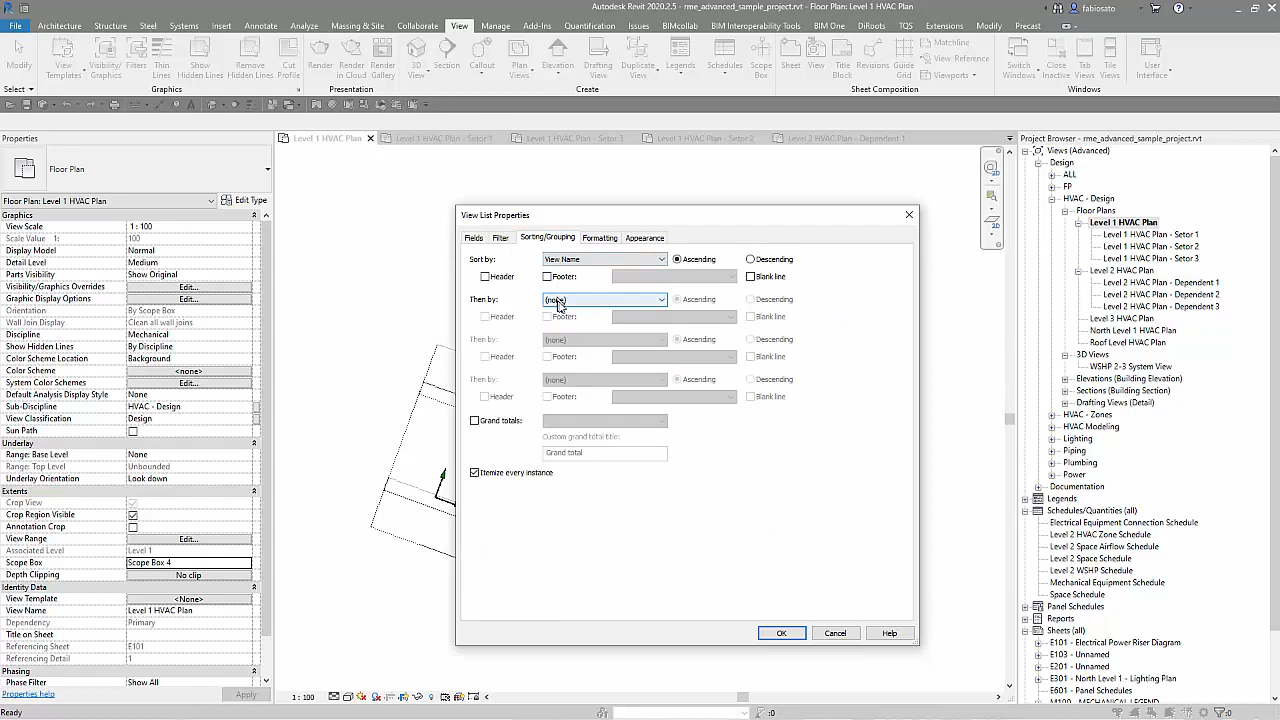 Autodesk Revit 2020.2.5 - rme_advanced_sample_project.rvt - Floor Plan: Level 1 HVAC Plan
fabiosato
File Architecture Structure Steel Systems Insert Annotate Analyze Massing & Site Collaborate View Manage Add-Ins Quantification Issues BIMcollab BIM Interoperability Tools BIM One DiRoots TQS Extensions Modify Precast
Modify View Templates Visibility/ Graphics Filters Thin Lines Show Hidden Lines Remove Hidden Lines Cut Profile Render Render in Cloud Render Gallery 3D View Section Callout Plan Views Elevation Drafting View Duplicate View Legends Schedules Scope Box Sheet View Title Block Revisions Guide Grid Matchline View Reference Viewports Switch Windows Close Inactive Tab Views Tile Views User Interface
Select Graphics Presentation Create Sheet Composition Windows
Properties
Level 1 HVAC Plan
Level 1 HVAC Plan - Setor 1
Level 1 HVAC Plan - Setor 3
Level 1 HVAC Plan - Setor 2
Level 2 HVAC Plan - Dependent 1
Floor Plan
Floor Plan: Level 1 HVAC Plan Edit Type
Graphics
View Scale 1 : 100
Scale Value 1: 100
Display Model Normal
Detail Level Medium
Parts Visibility Show Original
Visibility/Graphics Overrides Edit...
Graphic Display Options Edit...
Orientation By Scope Box
Wall Join Display Clean all wall joins
Discipline Mechanical
Show Hidden Lines By Discipline
Color Scheme Location Background
Color Scheme <none>
System Color Schemes Edit...
Default Analysis Display Style None
Sub-Discipline HVAC - Design
View Classification Design
Sun Path
Underlay
Range: Base Level None
Range: Top Level Unbounded
Underlay Orientation Look down
Extents
Crop View
Crop Region Visible
Annotation Crop
View Range Edit...
Associated Level Level 1
Scope Box Scope Box 4
Depth Clipping No clip
Identity Data
View Template <None>
View Name Level 1 HVAC Plan
Dependency Primary
Title on Sheet
Referencing Sheet E101
Referencing Detail 1
Phasing
Phase Filter Show All
Properties help Apply
Ready
View List Properties
Fields Filter Sorting/Grouping Formatting Appearance
Sort by: View Name Ascending Descending
Header Footer: Blank line
Then by: (none) Ascending Descending
Header Footer: Blank line
Then by: (none) Ascending Descending
Header Footer: Blank line
Then by: (none) Ascending Descending
Header Footer: Blank line
Grand totals:
Custom grand total title:
Grand total
Itemize every instance
OK Cancel Help
1 : 100
:0
:0
Project Browser - rme_advanced_sample_project.rvt
Views (Advanced)
Design
ALL
FP
HVAC - Design
Floor Plans
Level 1 HVAC Plan
Level 1 HVAC Plan - Setor 1
Level 1 HVAC Plan - Setor 2
Level 1 HVAC Plan - Setor 3
Level 2 HVAC Plan
Level 2 HVAC Plan - Dependent 1
Level 2 HVAC Plan - Dependent 2
Level 2 HVAC Plan - Dependent 3
Level 3 HVAC Plan
North Level 1 HVAC Plan
Roof Level HVAC Plan
3D Views
WSHP 2-3 System View
Elevations (Building Elevation)
Sections (Building Section)
Drafting Views (Detail)
HVAC - Zones
HVAC Modeling
Lighting
Piping
Plumbing
Power
Documentation
Legends
Schedules/Quantities (all)
Electrical Equipment Connection Schedule
Level 2 HVAC Zone Schedule
Level 2 Space Airflow Schedule
Level 2 Space Schedule
Level 2 WSHP Schedule
Mechanical Equipment Schedule
Space Schedule
Panel Schedules
Reports
Sheets (all)
E101 - Electrical Power Riser Diagram
E103 - Unnamed
E201 - Unnamed
E301 - North Level 1 - Lighting Plan
E601 - Panel Schedules
M100 - MECHANICAL LEGEND